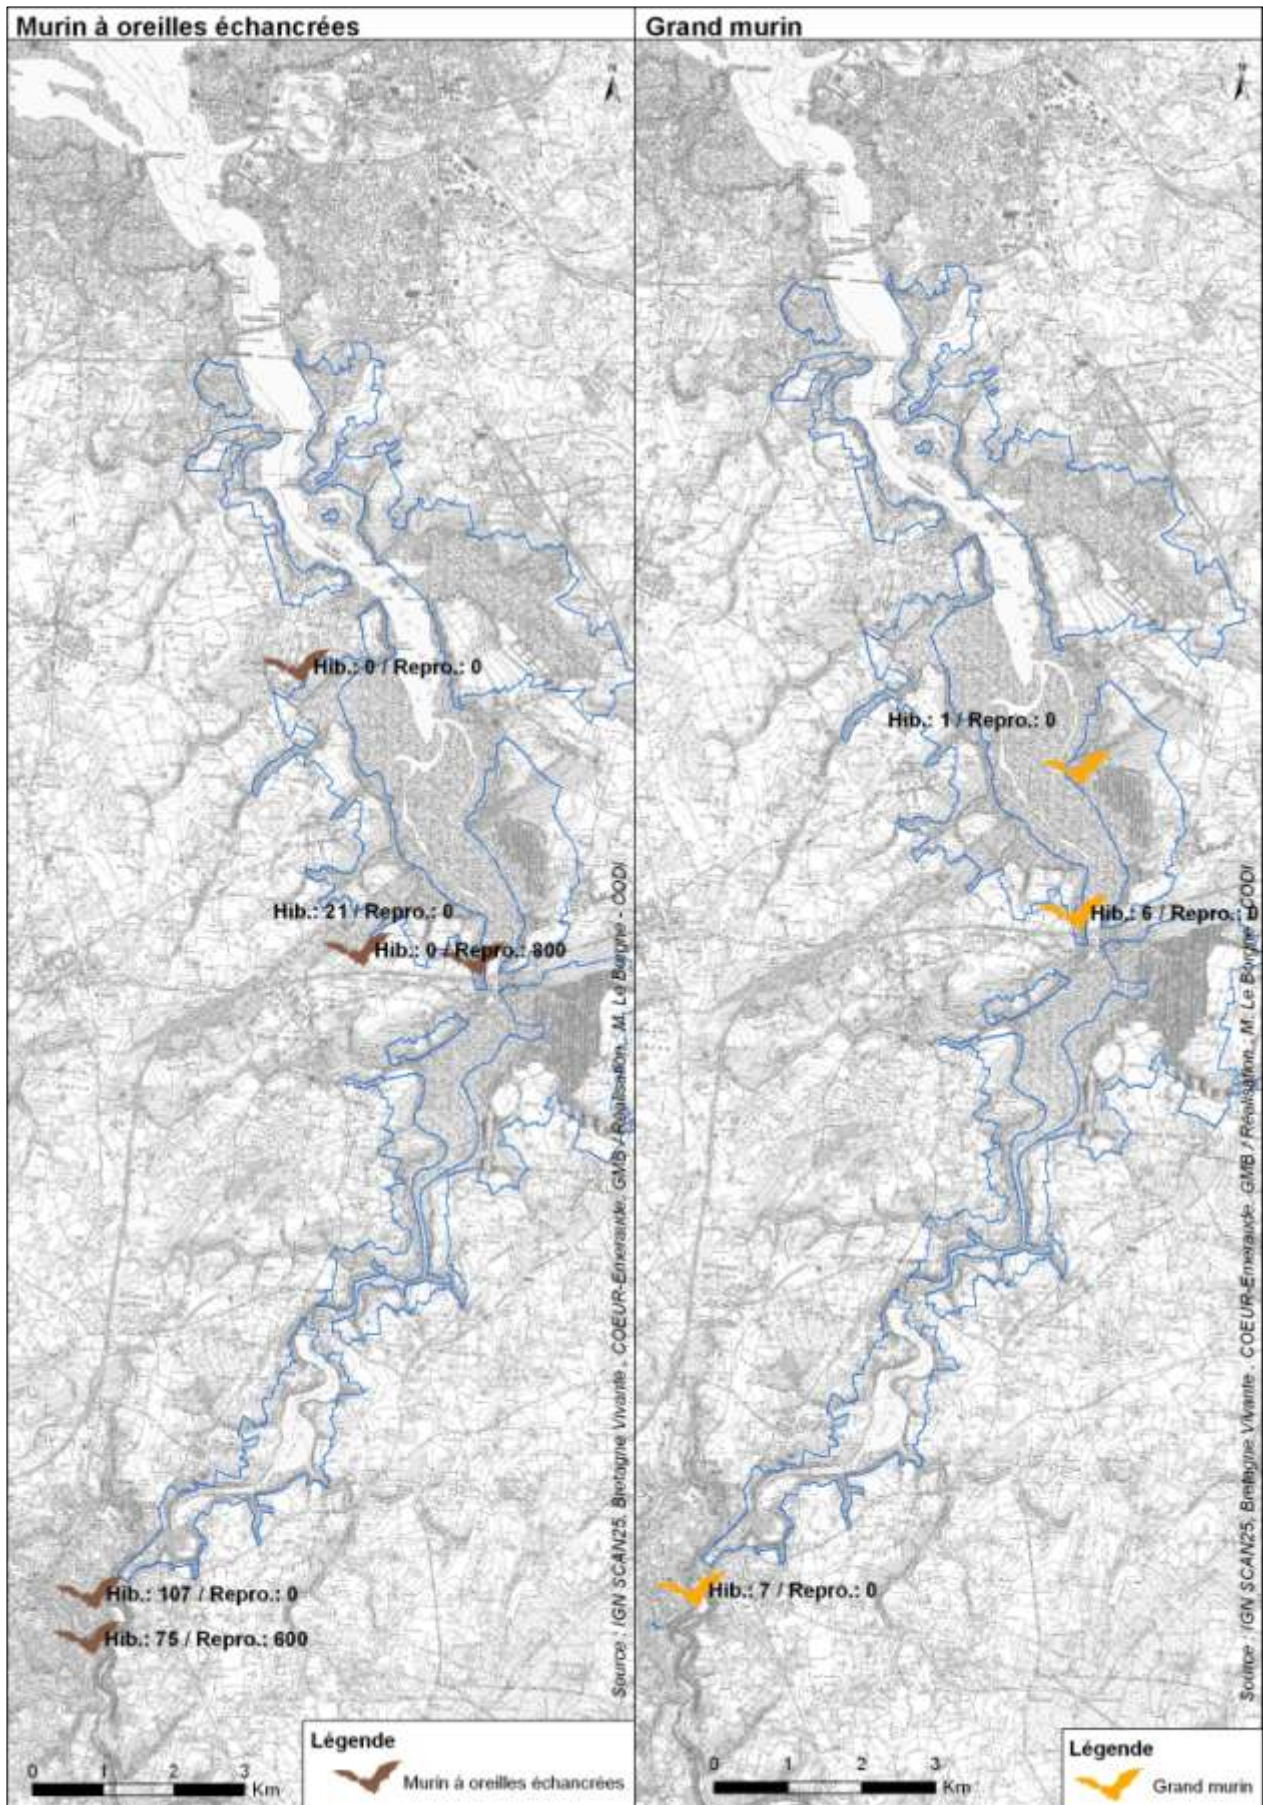 Murin à oreilles échancrées
N
Hib.: 0 / Repro.: 0
Hib.: 21 / Repro.: 0
Hib.: 0 / Repro.: 800
Hib.: 107 / Repro.: 0
Hib.: 75 / Repro.: 600
Source : IGN SCAN25, Bretagne Vivante, COEUR-Emeraude, GMB / Réalisation : M. Le Borgne - CODI
0 1 2 3
Km
Légende
Murin à oreilles échancrées
Grand murin
N
Hib.: 1 / Repro.: 0
Hib.: 6 / Repro.: 0
Hib.: 7 / Repro.: 0
Source : IGN SCAN25, Bretagne Vivante, COEUR-Emeraude, GMB / Réalisation : M. Le Borgne - CODI
0 1 2 3
Km
Légende
Grand murin